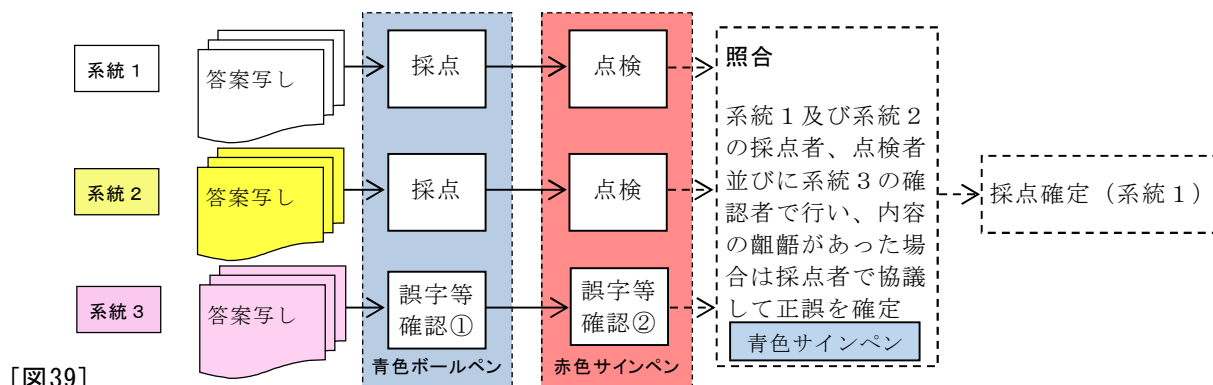 系統1
答案写し
採点
点検
系統2
答案写し
採点
点検
系統3
答案写し
誤字等
確認①
誤字等
確認②
青色ボールペン
赤色サインペン
照合
系統1及び系統2
の採点者、点検者
並びに系統3の確
認者で行い、内容
の齟齬があった場
合は採点者で協議
して正誤を確定
青色サインペン
採点確定（系統1）
[図39]